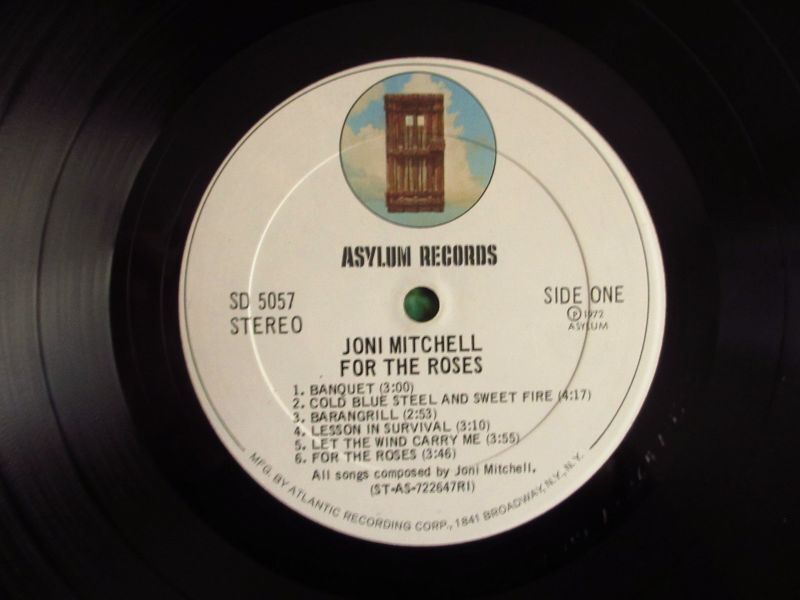 ASYLUM RECORDS
SD 5057
STEREO
SIDE ONE
Ⓟ1972
ASYLUM
JONI MITCHELL
FOR THE ROSES
1. BANQUET (3:00)
2. COLD BLUE STEEL AND SWEET FIRE (4:17)
3. BARANGRILL (2:53)
4. LESSON IN SURVIVAL (3:10)
5. LET THE WIND CARRY ME (3:55)
6. FOR THE ROSES (3:46)
All songs composed by Joni Mitchell.
(ST-AS-722647RI)
MFG. BY ATLANTIC RECORDING CORP., 1841 BROADWAY, N.Y., N.Y.